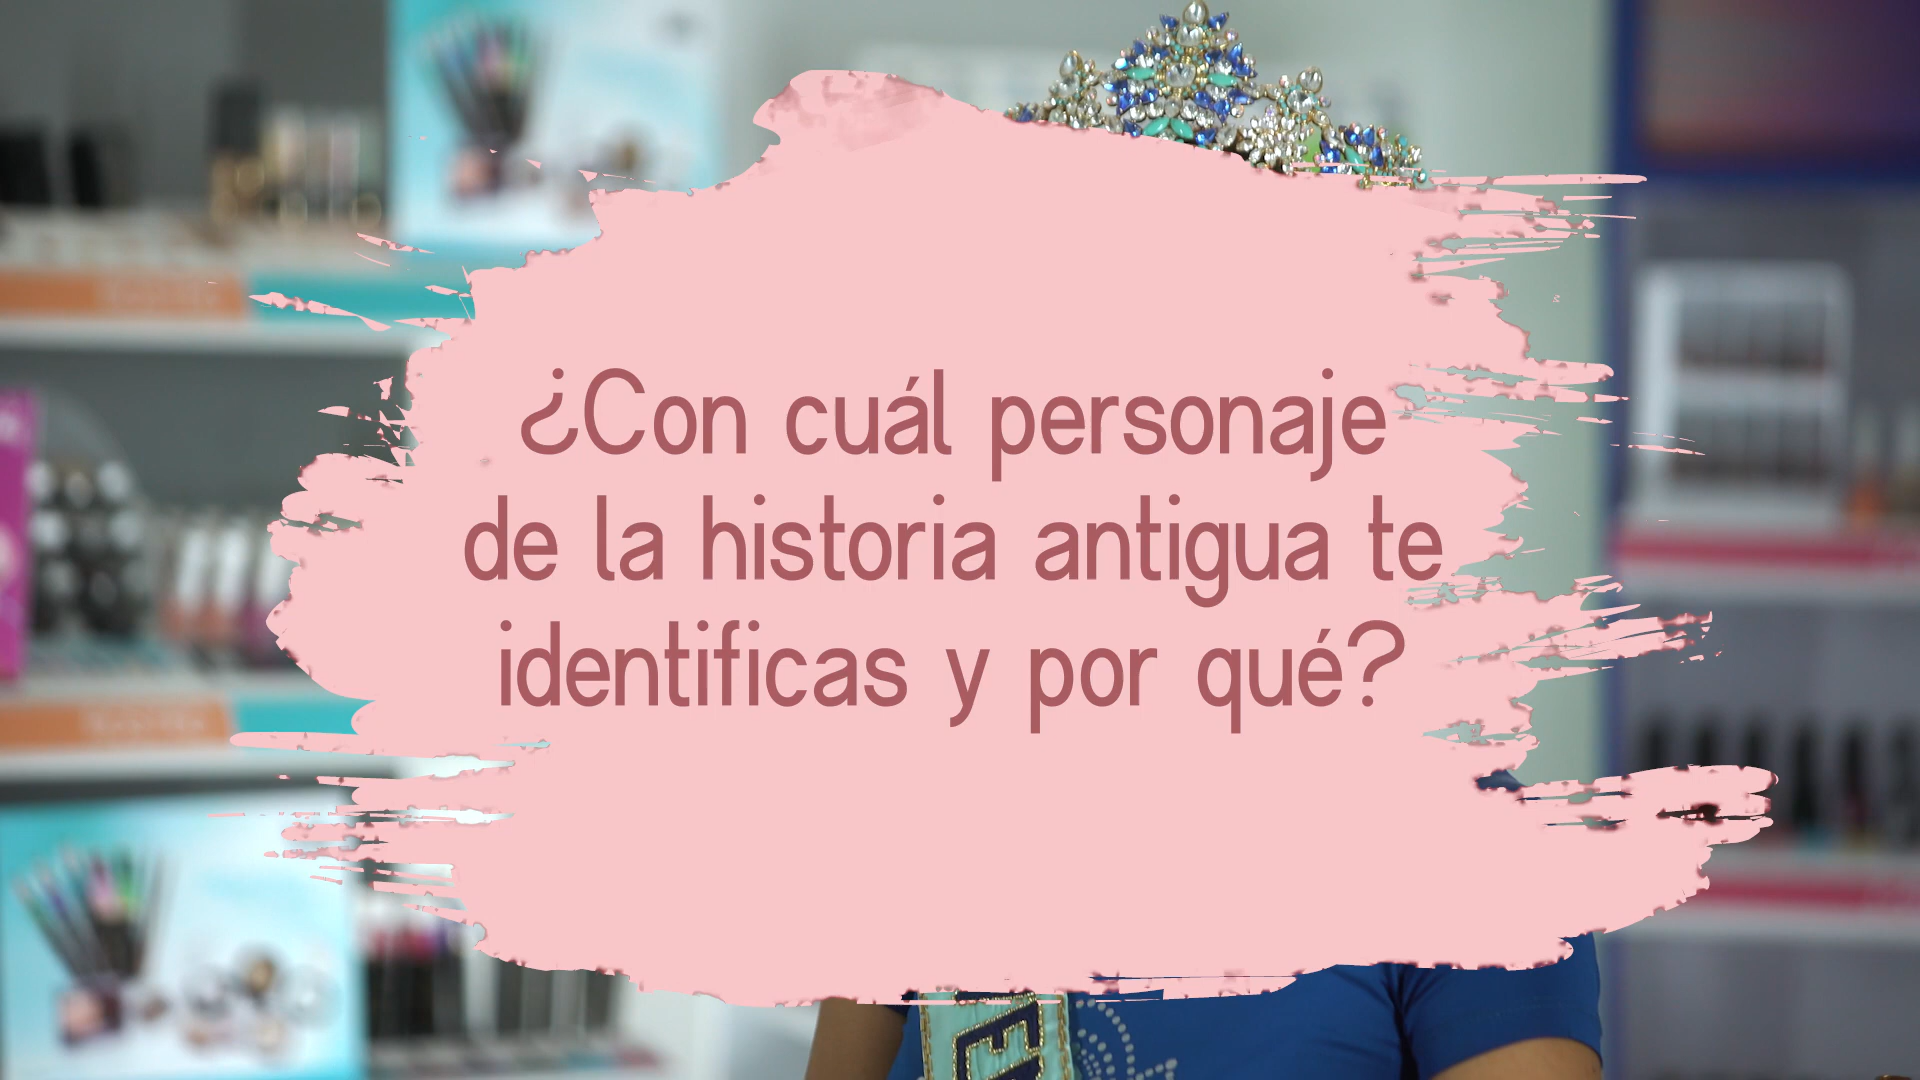 ¿Con cuál personaje
de la historia antigua te
identificas y por qué?